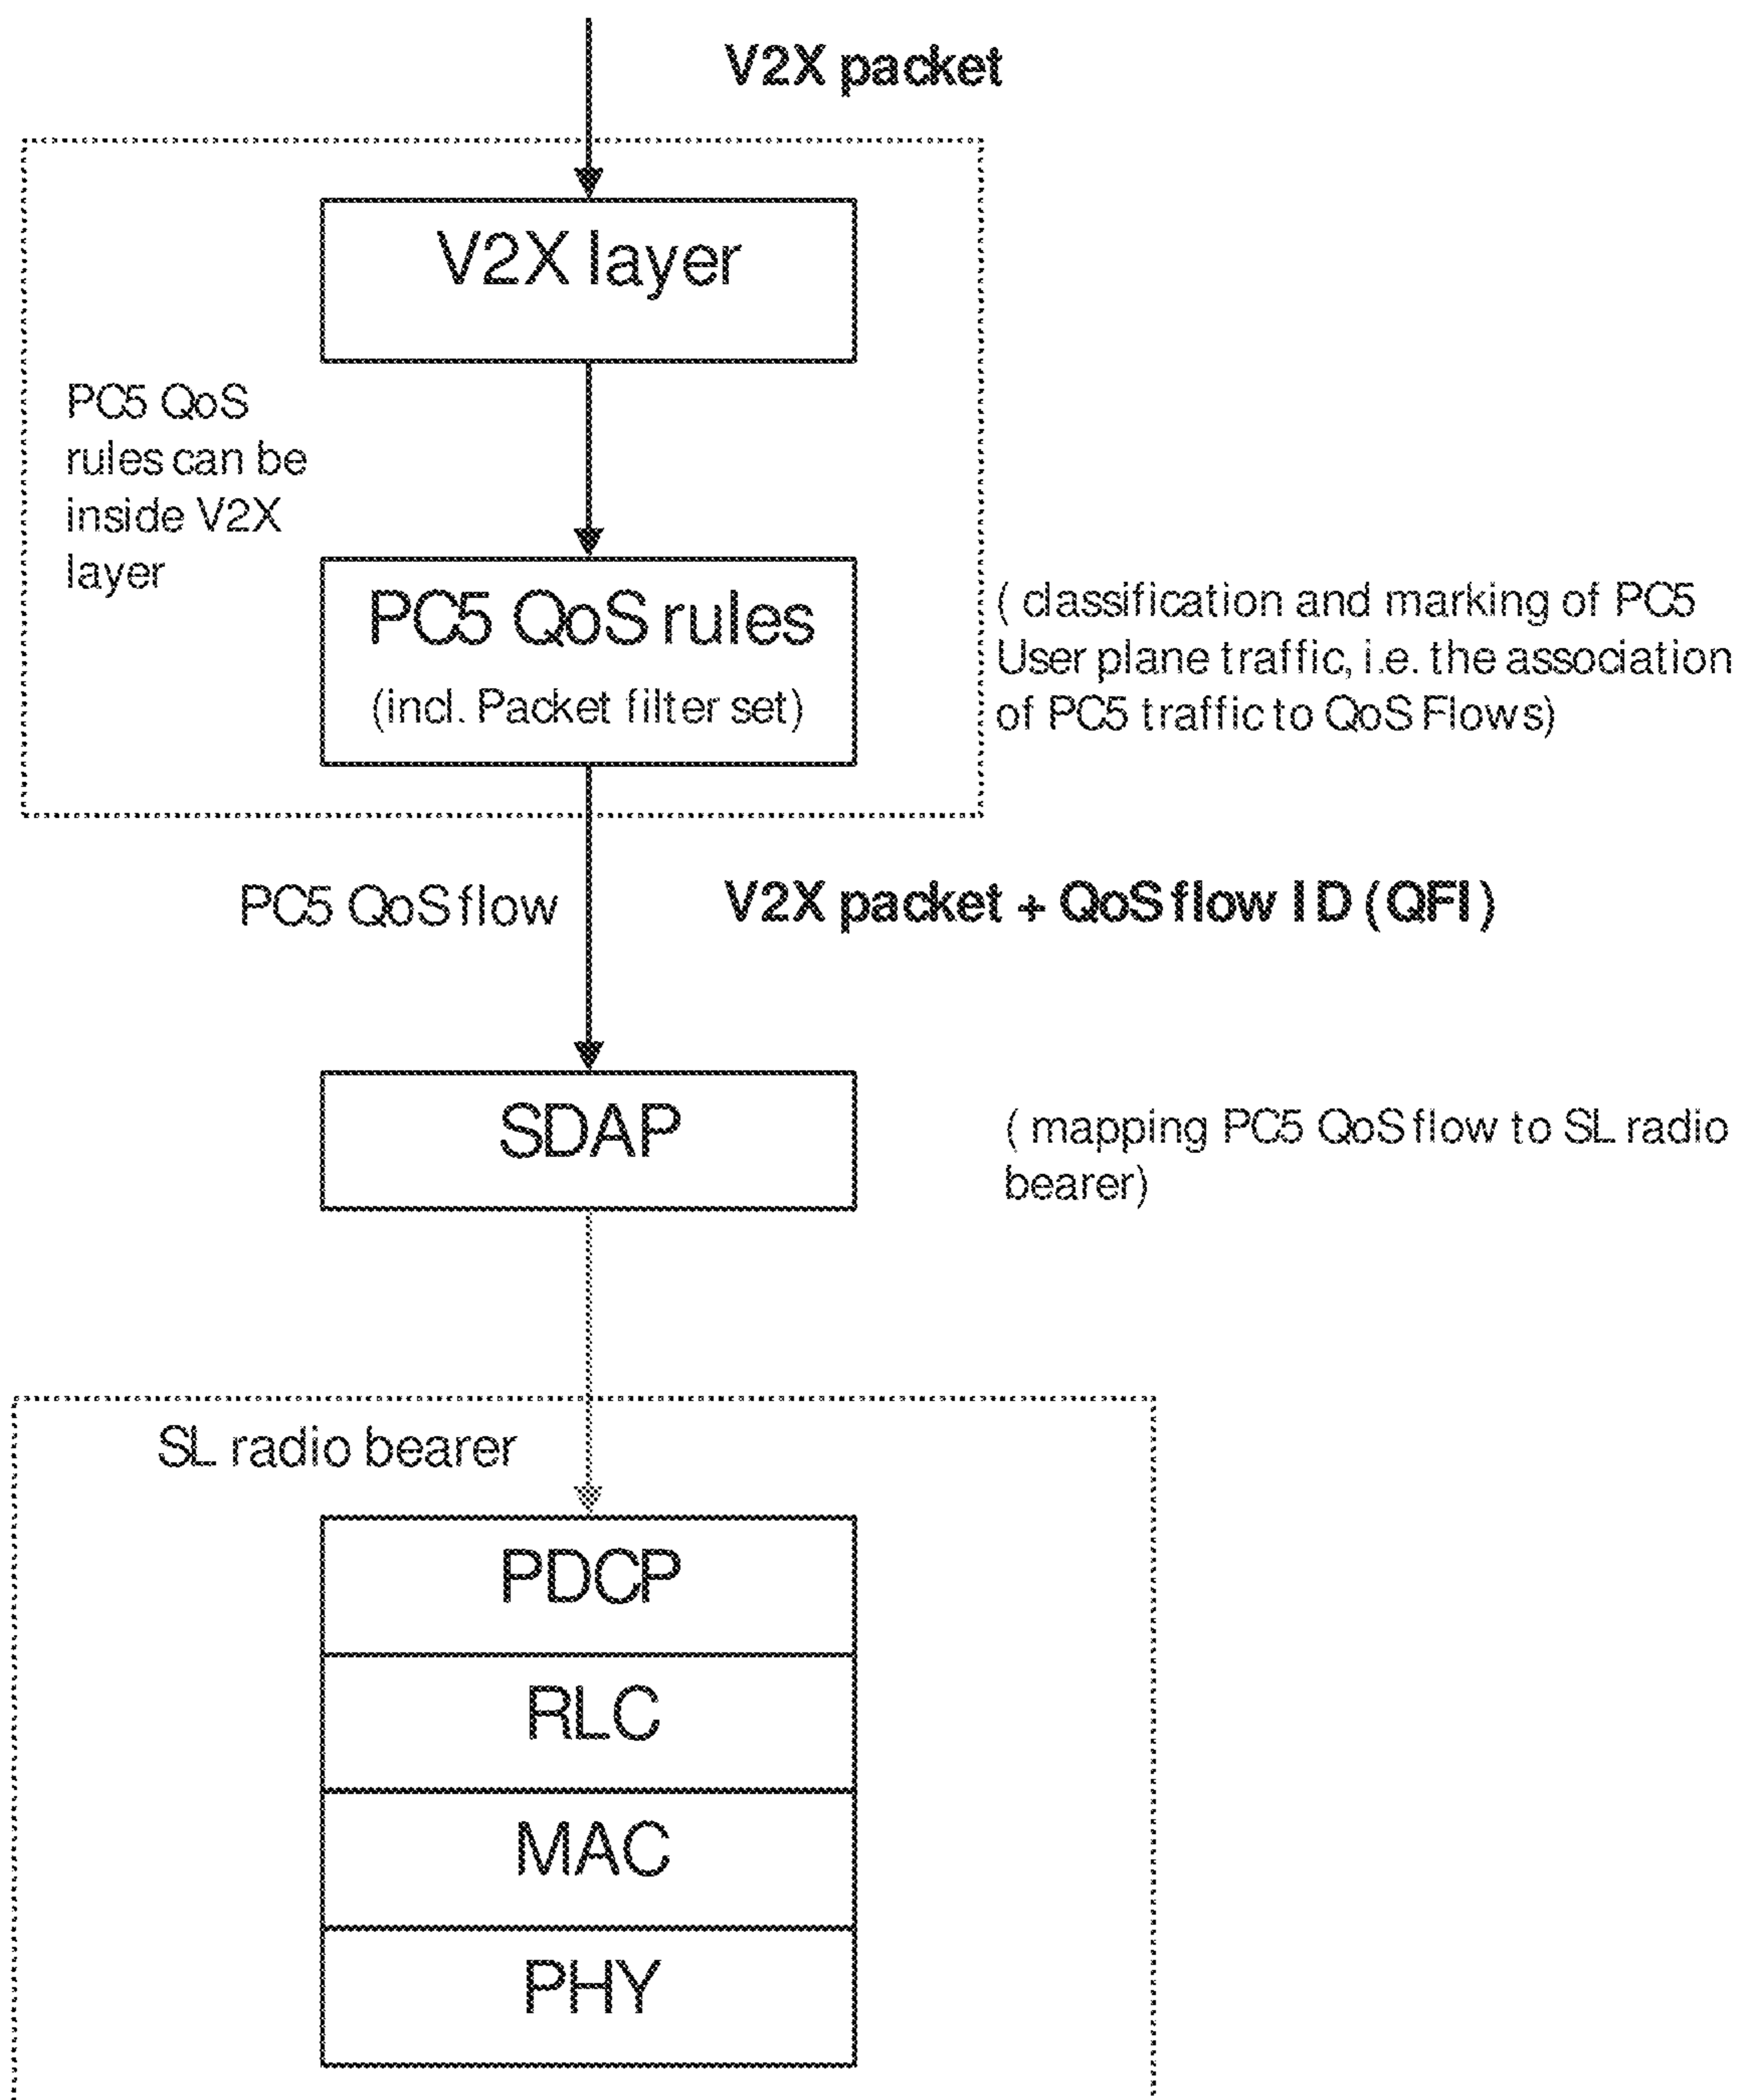 V2X packet
V2X layer
PC5 QoS
rules can be
inside V2X
layer
PC5 QoS rules
(incl. Packet filter set)
( classification and marking of PC5
User plane traffic, i.e. the association
of PC5 traffic to QoS Flows)
PC5 QoS flow
V2X packet + QoS flow ID (QFI)
SDAP
( mapping PC5 QoS flow to SL radio
bearer)
SL radio bearer
PDCP
RLC
MAC
PHY